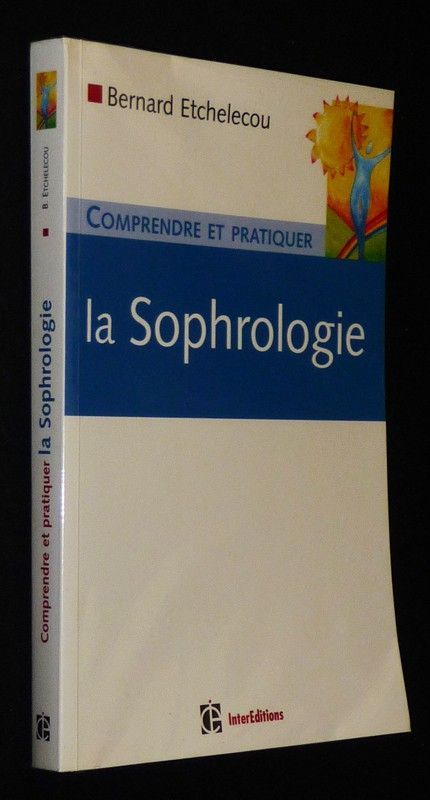 Bernard Etchelecou
COMPRENDRE ET PRATIQUER
la Sophrologie
InterEditions
B. ETCHELECOU
Comprendre et pratiquer la Sophrologie